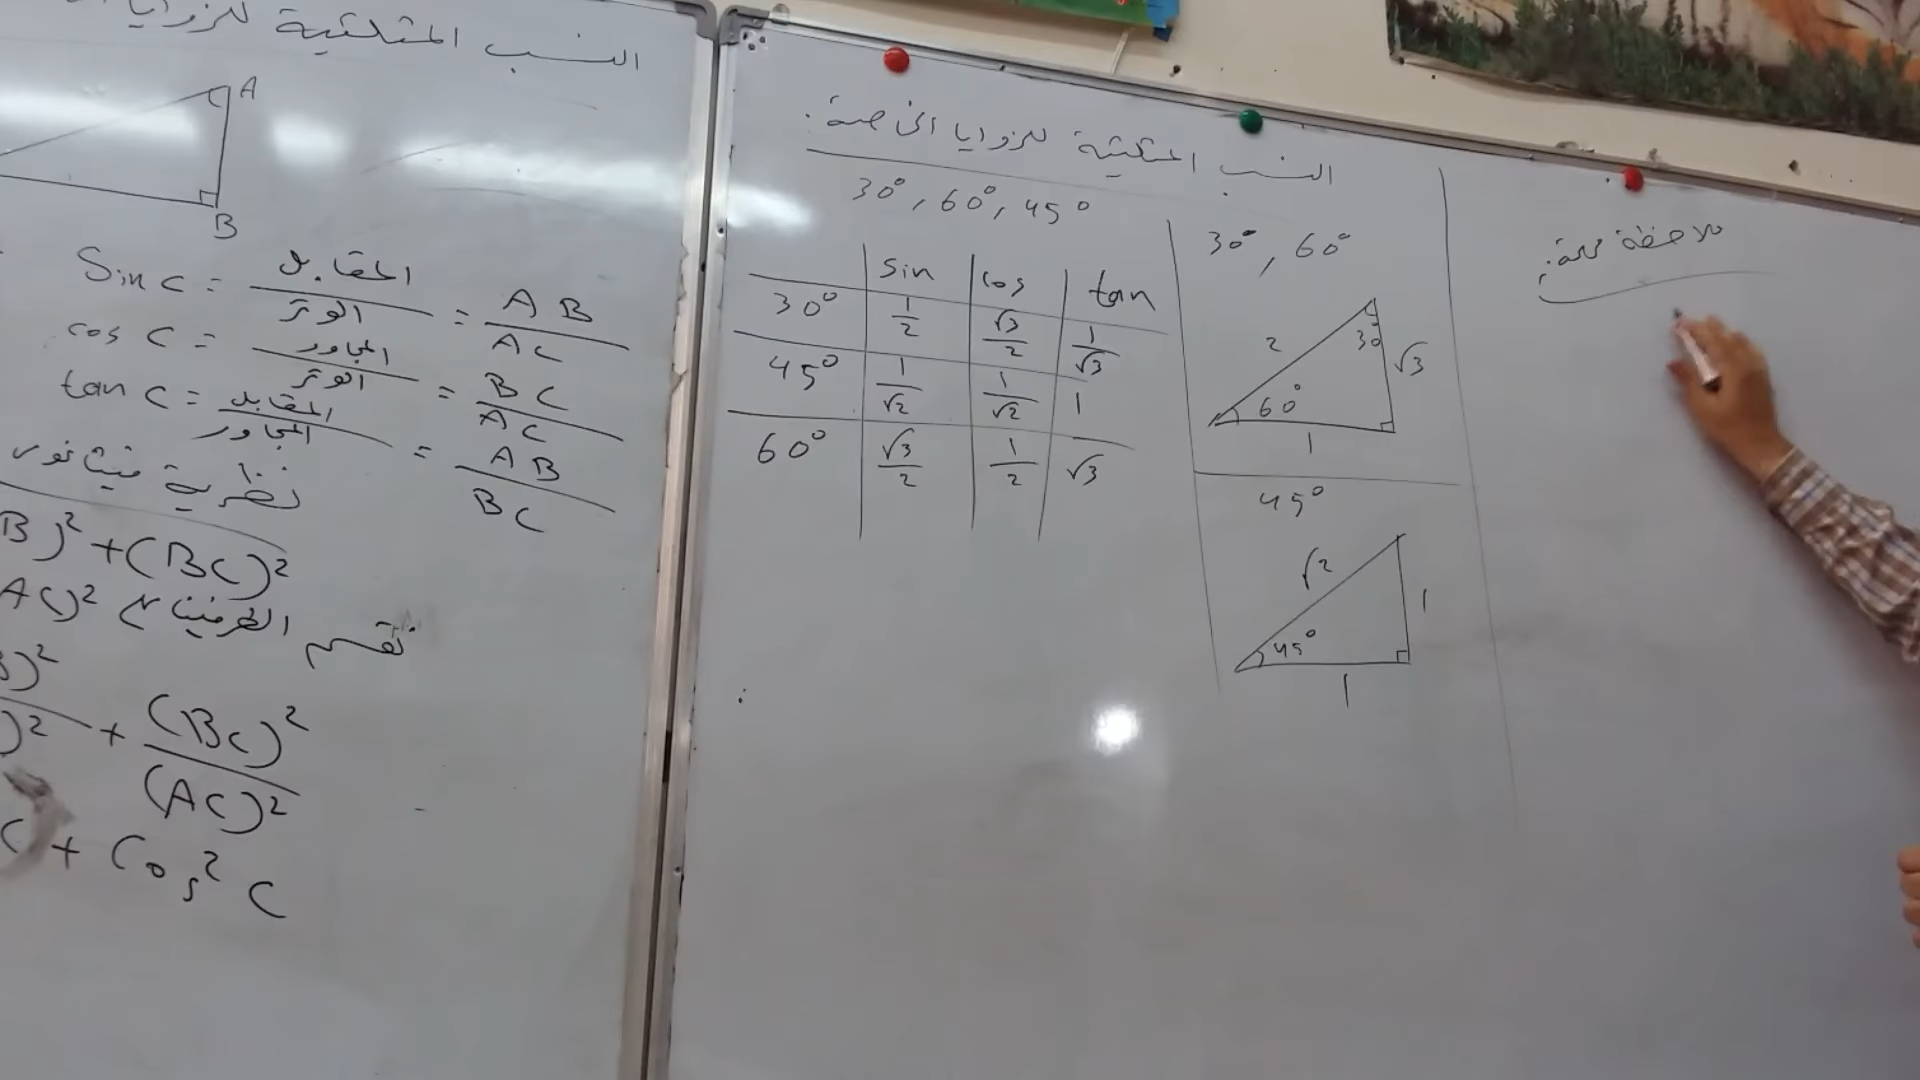 النسب المثلثية للزوايا
A
B
Sin C = المقابل / الوتر = AB / AC
cos C = المجاور / الوتر = BC / AC
tan C = المقابل / المجاور = AB / BC
نظرية فيثاغورس
B)² + (BC)²
AC)² نقسم الطرفين على
)² + (BC)² / (AC)²
C + Cos² C
النسب المثلثية للزوايا الخاصة:
30°, 60°, 45°
sin cos tan
30° 1/2 √3/2 1/√3
45° 1/√2 1/√2 1
60° √3/2 1/2 √3
30°, 60°
2
30°
√3
60°
1
45°
√2
1
45°
1
ملاحظة هامة: